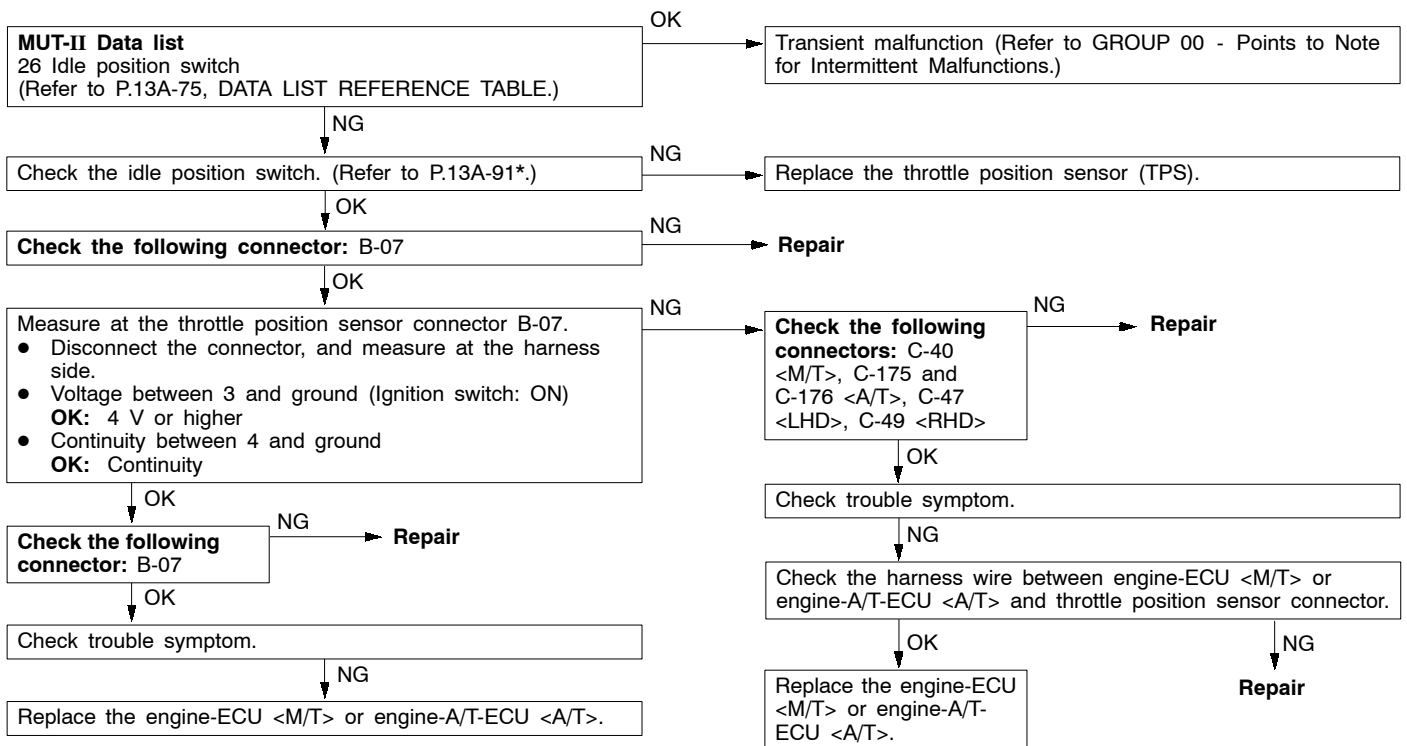 OK
MUT-II Data list
26 Idle position switch
(Refer to P.13A-75, DATA LIST REFERENCE TABLE.)
Transient malfunction (Refer to GROUP 00 - Points to Note
for Intermittent Malfunctions.)
NG
Check the idle position switch. (Refer to P.13A-91*.)
NG
Replace the throttle position sensor (TPS).
OK
Check the following connector: B-07
NG
Repair
OK
Measure at the throttle position sensor connector B-07.
● Disconnect the connector, and measure at the harness
side.
● Voltage between 3 and ground (Ignition switch: ON)
OK: 4 V or higher
● Continuity between 4 and ground
OK: Continuity
NG
Check the following
connectors: C-40
<M/T>, C-175 and
C-176 <A/T>, C-47
<LHD>, C-49 <RHD>
NG
Repair
OK
Check the following
connector: B-07
NG
Repair
OK
Check trouble symptom.
NG
Replace the engine-ECU <M/T> or engine-A/T-ECU <A/T>.
OK
Check trouble symptom.
NG
Check the harness wire between engine-ECU <M/T> or
engine-A/T-ECU <A/T> and throttle position sensor connector.
OK
Replace the engine-ECU
<M/T> or engine-A/T-
ECU <A/T>.
NG
Repair